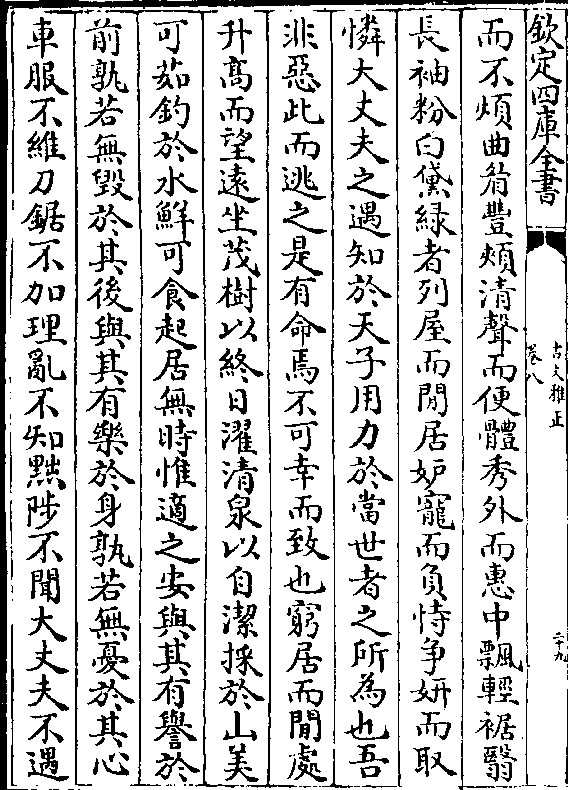 欽定四庫全書
古文雅正
卷八
二十九
而不煩曲眉豐頰清聲而便體秀外而惠中飄輕裾翳
長袖粉白黛緑者列屋而閒居妒寵而負恃争妍而取
憐大丈夫之遇知於天子用力於當世者之所為也吾
非惡此而逃之是有命焉不可幸而致也窮居而閒處
升髙而望遠坐茂樹以終日濯清泉以自潔採於山美
可茹釣於水鮮可食起居無時惟適之安與其有譽於
前孰若無毁於其後與其有樂於身孰若無憂於其心
車服不維刀鋸不加理亂不知黜陟不聞大丈夫不遇